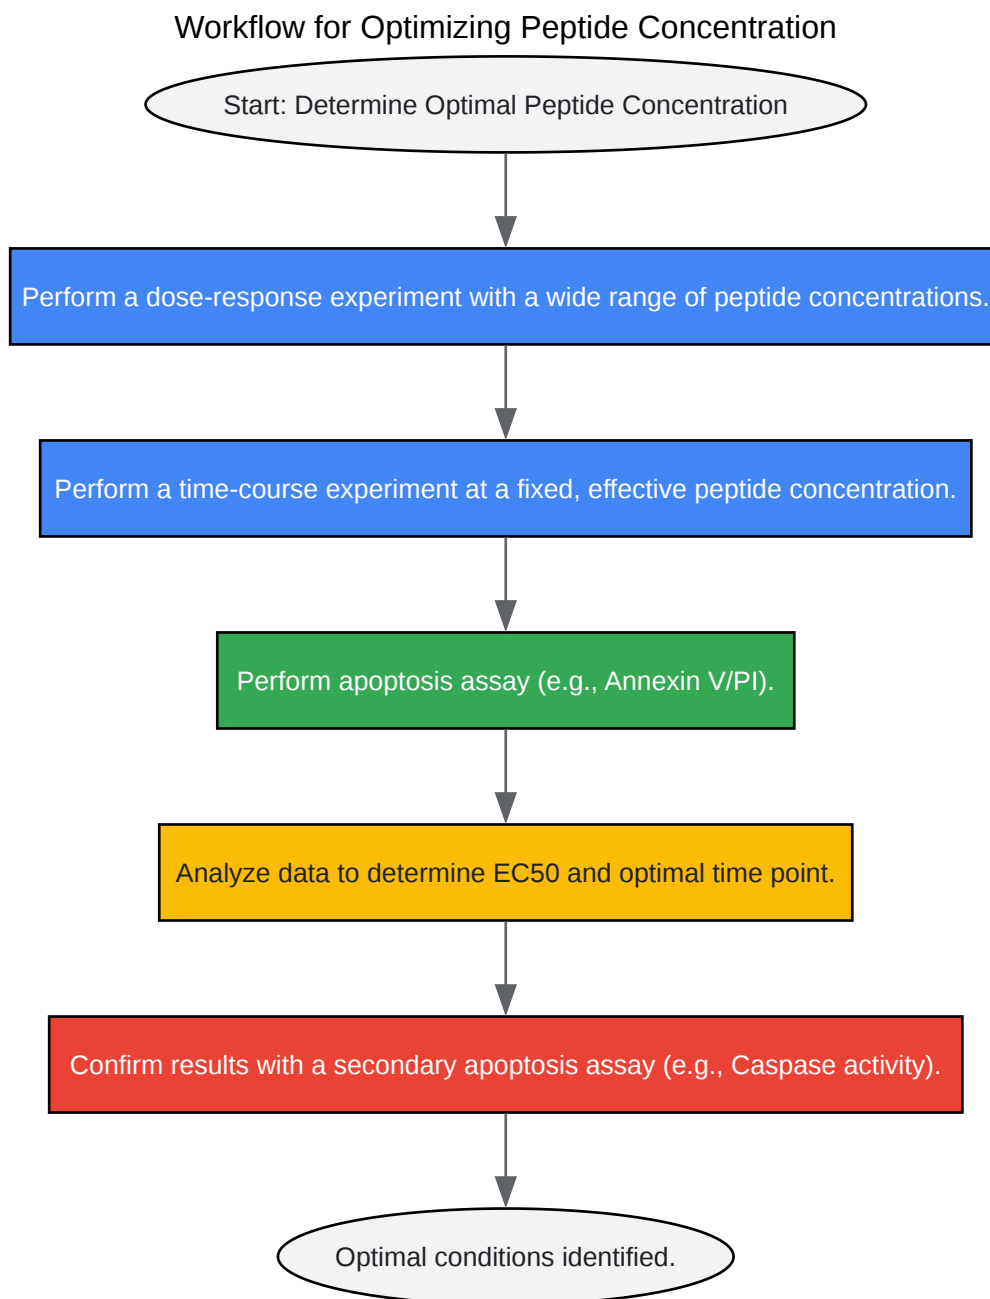 Workflow for Optimizing Peptide Concentration
Start: Determine Optimal Peptide Concentration
Perform a dose-response experiment with a wide range of peptide concentrations.
Perform a time-course experiment at a fixed, effective peptide concentration.
Perform apoptosis assay (e.g., Annexin V/PI).
Analyze data to determine EC50 and optimal time point.
Confirm results with a secondary apoptosis assay (e.g., Caspase activity).
Optimal conditions identified.